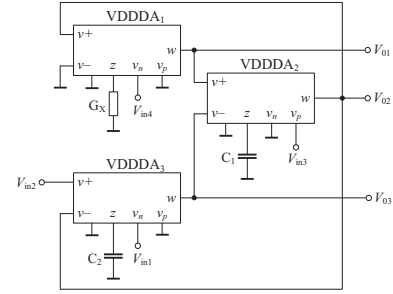 VDDDA₁
v+
w
V₀₁
v− z vₙ vₚ
VDDDA₂
v+
Gₓ
Vᵢₙ₄
w
V₀₂
v− z vₙ vₚ
C₁
Vᵢₙ₃
VDDDA₃
Vᵢₙ₂
v+
w
V₀₃
v− z vₙ vₚ
C₂
Vᵢₙ₁